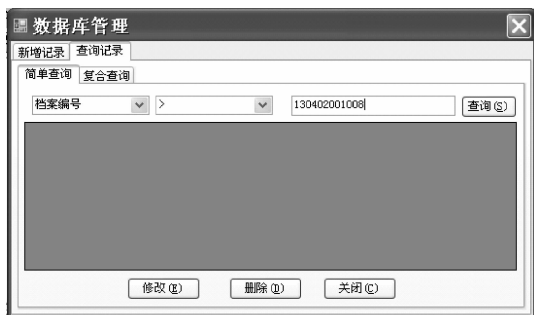 数据库管理
新增记录 查询记录
简单查询 复合查询
档案编号 > 130402001008 查询(S)
修改(E) 删除(D) 关闭(C)